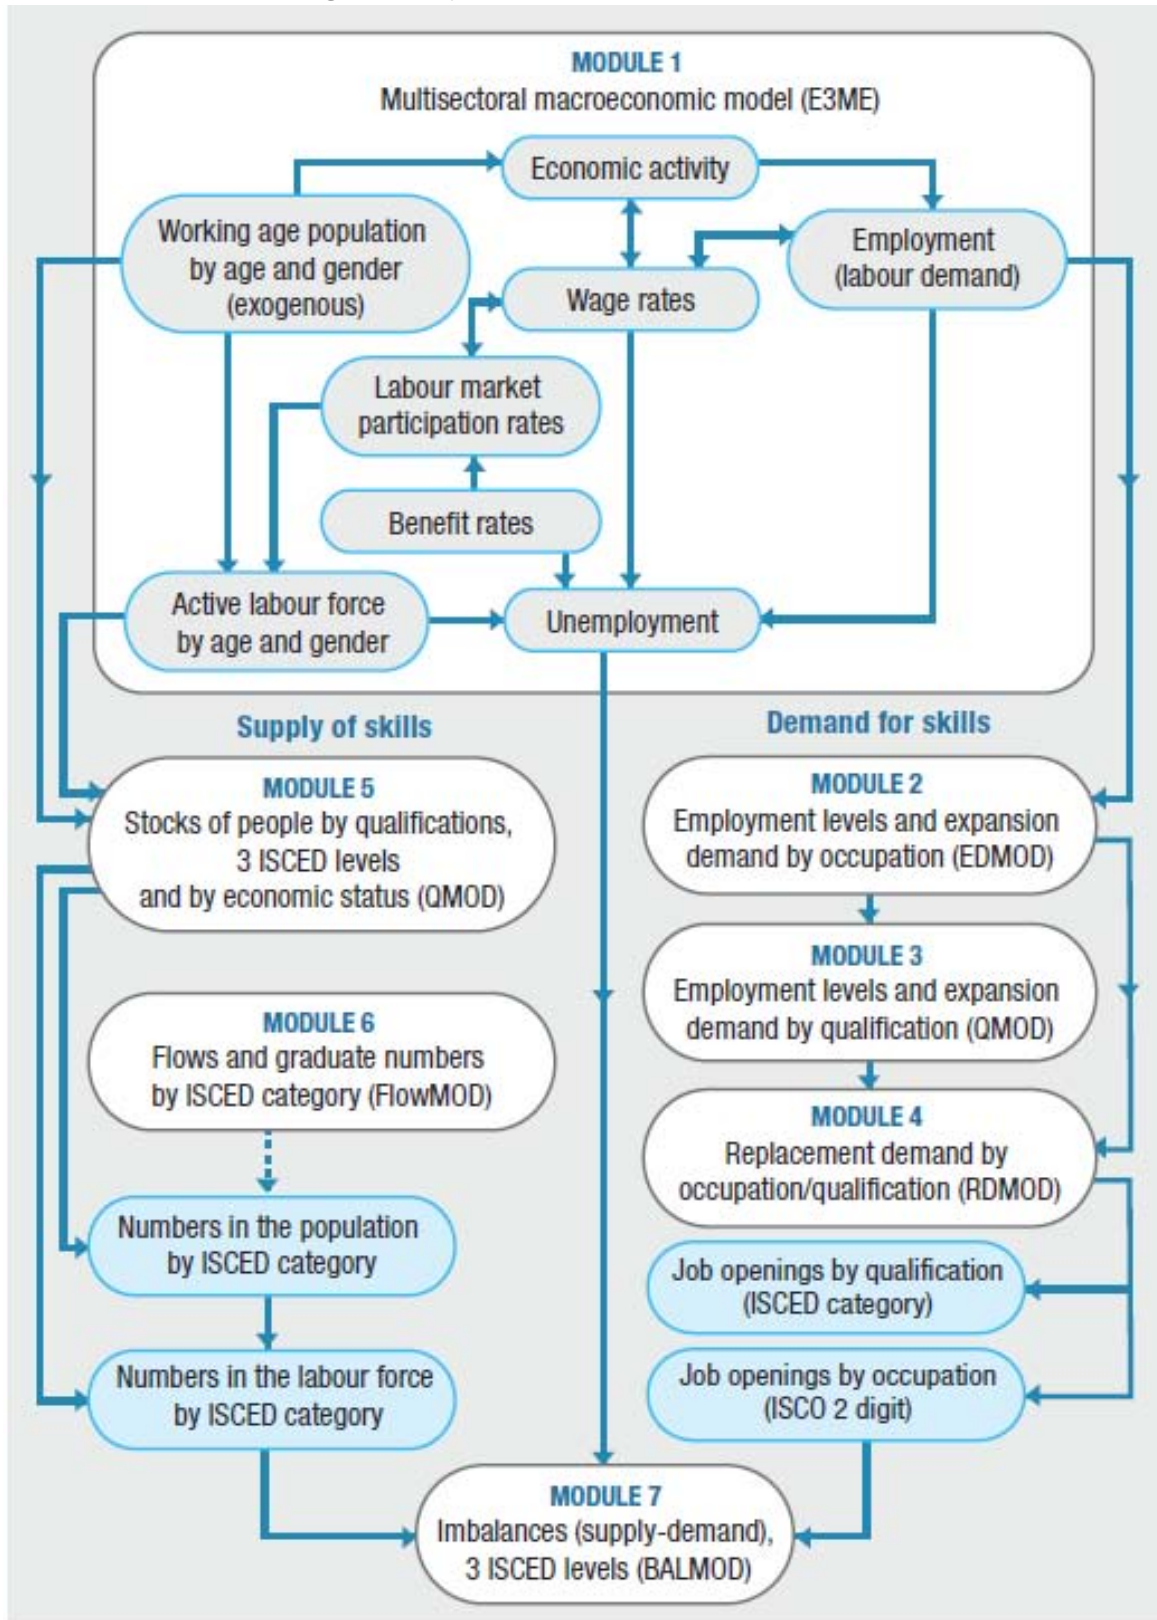 MODULE 1
Multisectoral macroeconomic model (E3ME)
Economic activity
Working age population
by age and gender
(exogenous)
Employment
(labour demand)
Wage rates
Labour market
participation rates
Benefit rates
Active labour force
by age and gender
Unemployment
Supply of skills
Demand for skills
MODULE 5
Stocks of people by qualifications,
3 ISCED levels
and by economic status (QMOD)
MODULE 2
Employment levels and expansion
demand by occupation (EDMOD)
MODULE 3
Employment levels and expansion
demand by qualification (QMOD)
MODULE 6
Flows and graduate numbers
by ISCED category (FlowMOD)
MODULE 4
Replacement demand by
occupation/qualification (RDMOD)
Numbers in the population
by ISCED category
Job openings by qualification
(ISCED category)
Numbers in the labour force
by ISCED category
Job openings by occupation
(ISCO 2 digit)
MODULE 7
Imbalances (supply-demand),
3 ISCED levels (BALMOD)